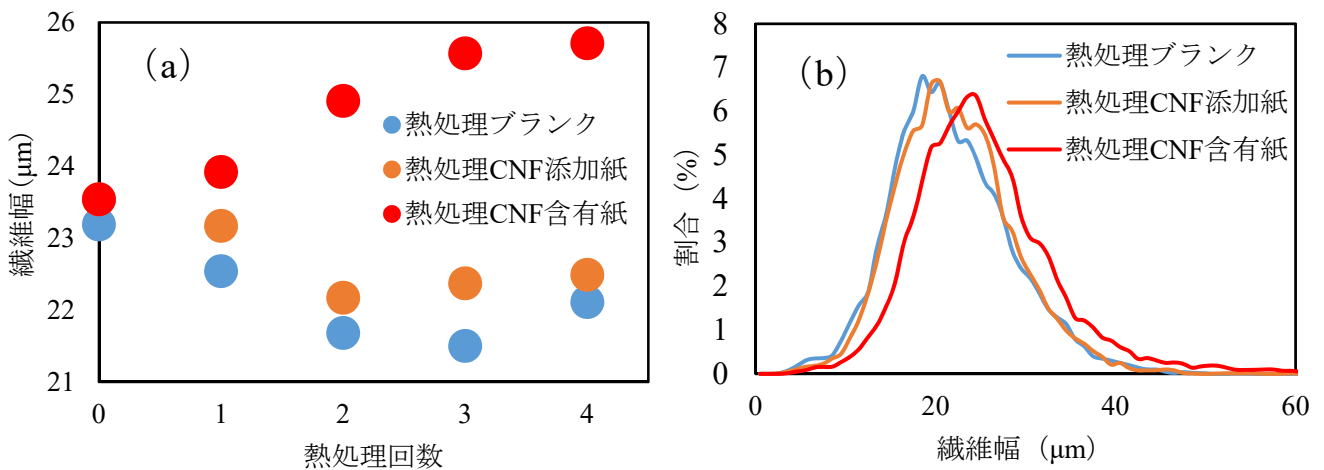 (a)
26
25
24
23
22
21
繊維幅(μm)
熱処理ブランク
熱処理CNF添加紙
熱処理CNF含有紙
0 1 2 3 4
熱処理回数
(b)
8
7
6
5
4
3
2
1
0
割合 (%)
熱処理ブランク
熱処理CNF添加紙
熱処理CNF含有紙
0 20 40 60
繊維幅 (μm)